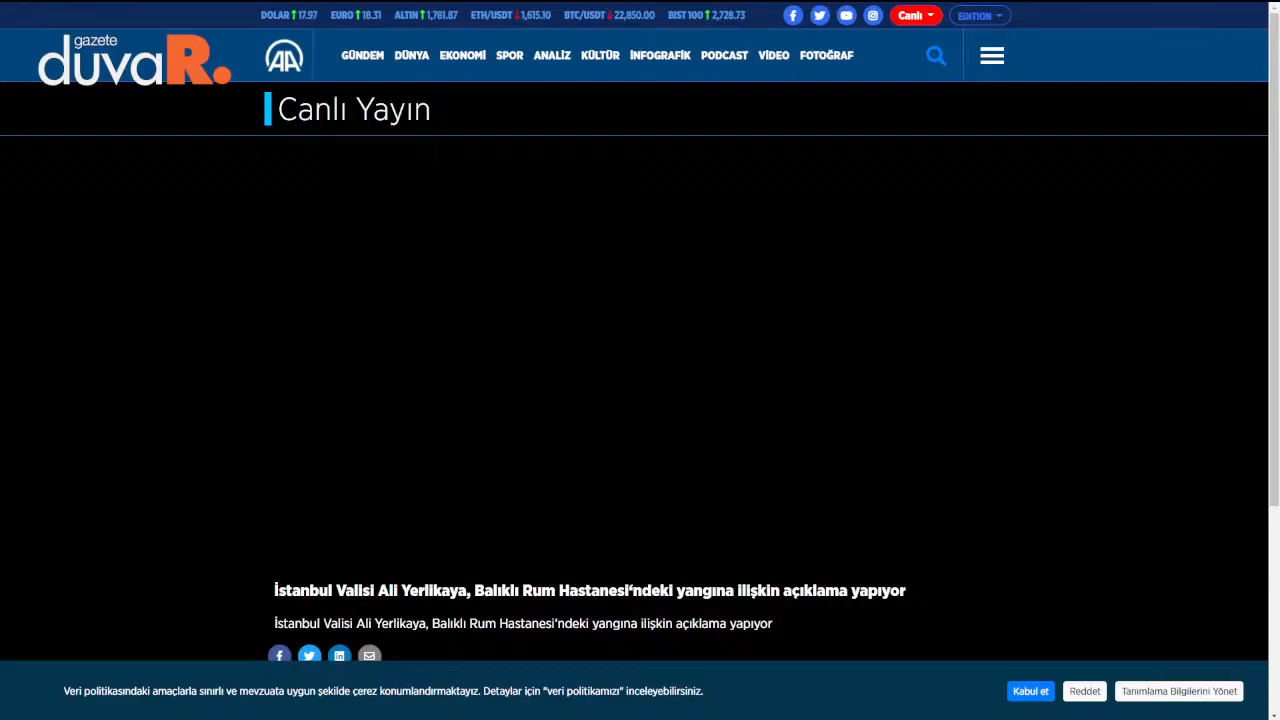 DOLAR 17.97 EURO 18.31 ALTIN 1,781.87 ETH/USDT 1,615.10 BTC/USDT 22,850.00 BIST 100 2,728.73 Canlı EDITION
gazete
duvaR.
AA GÜNDEM DÜNYA EKONOMİ SPOR ANALİZ KÜLTÜR İNFOGRAFİK PODCAST VİDEO FOTOĞRAF
Canlı Yayın
İstanbul Valisi Ali Yerlikaya, Balıklı Rum Hastanesi‘ndeki yangına ilişkin açıklama yapıyor
İstanbul Valisi Ali Yerlikaya, Balıklı Rum Hastanesi‘ndeki yangına ilişkin açıklama yapıyor
Veri politikasındaki amaçlarla sınırlı ve mevzuata uygun şekilde çerez konumlandırmaktayız. Detaylar için "veri politikamızı" inceleyebilirsiniz. Kabul et Reddet Tanımlama Bilgilerini Yönet